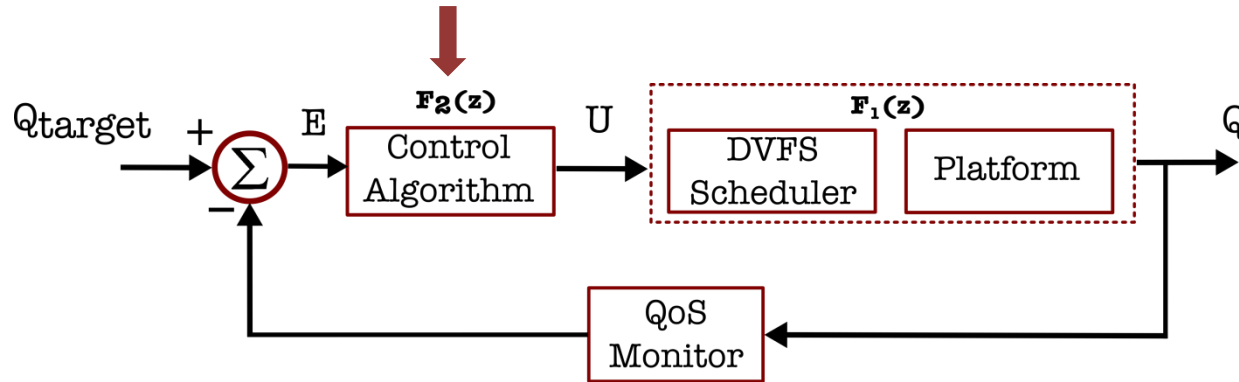 F2(z)
F₁(z)
Qtarget
+
E
U
Q
Σ
−
Control
Algorithm
DVFS
Scheduler
Platform
QoS
Monitor